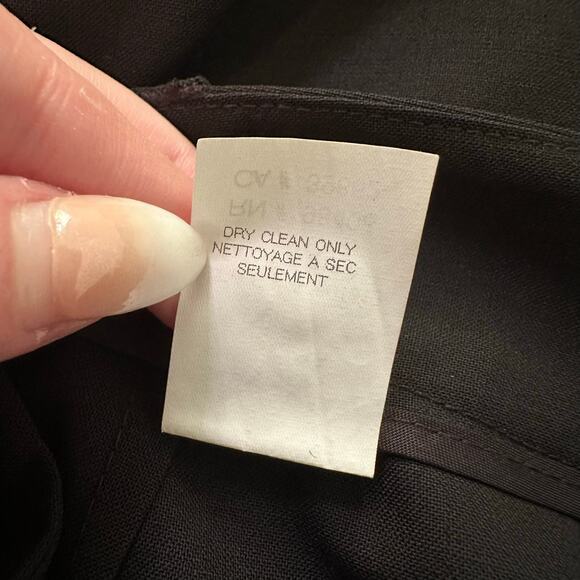 DRY CLEAN ONLY
NETTOYAGE A SEC
SEULEMENT